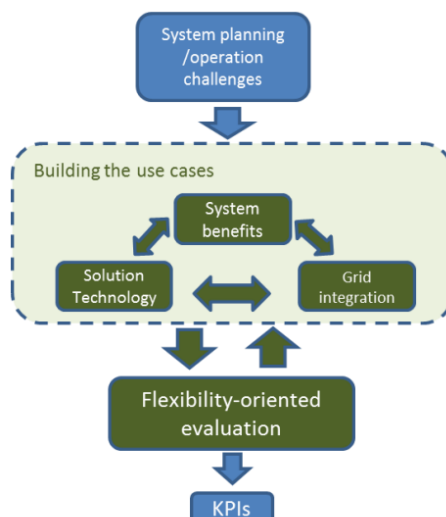 System planning
/operation
challenges
Building the use cases
System
benefits
Solution
Technology
Grid
integration
Flexibility-oriented
evaluation
KPIs